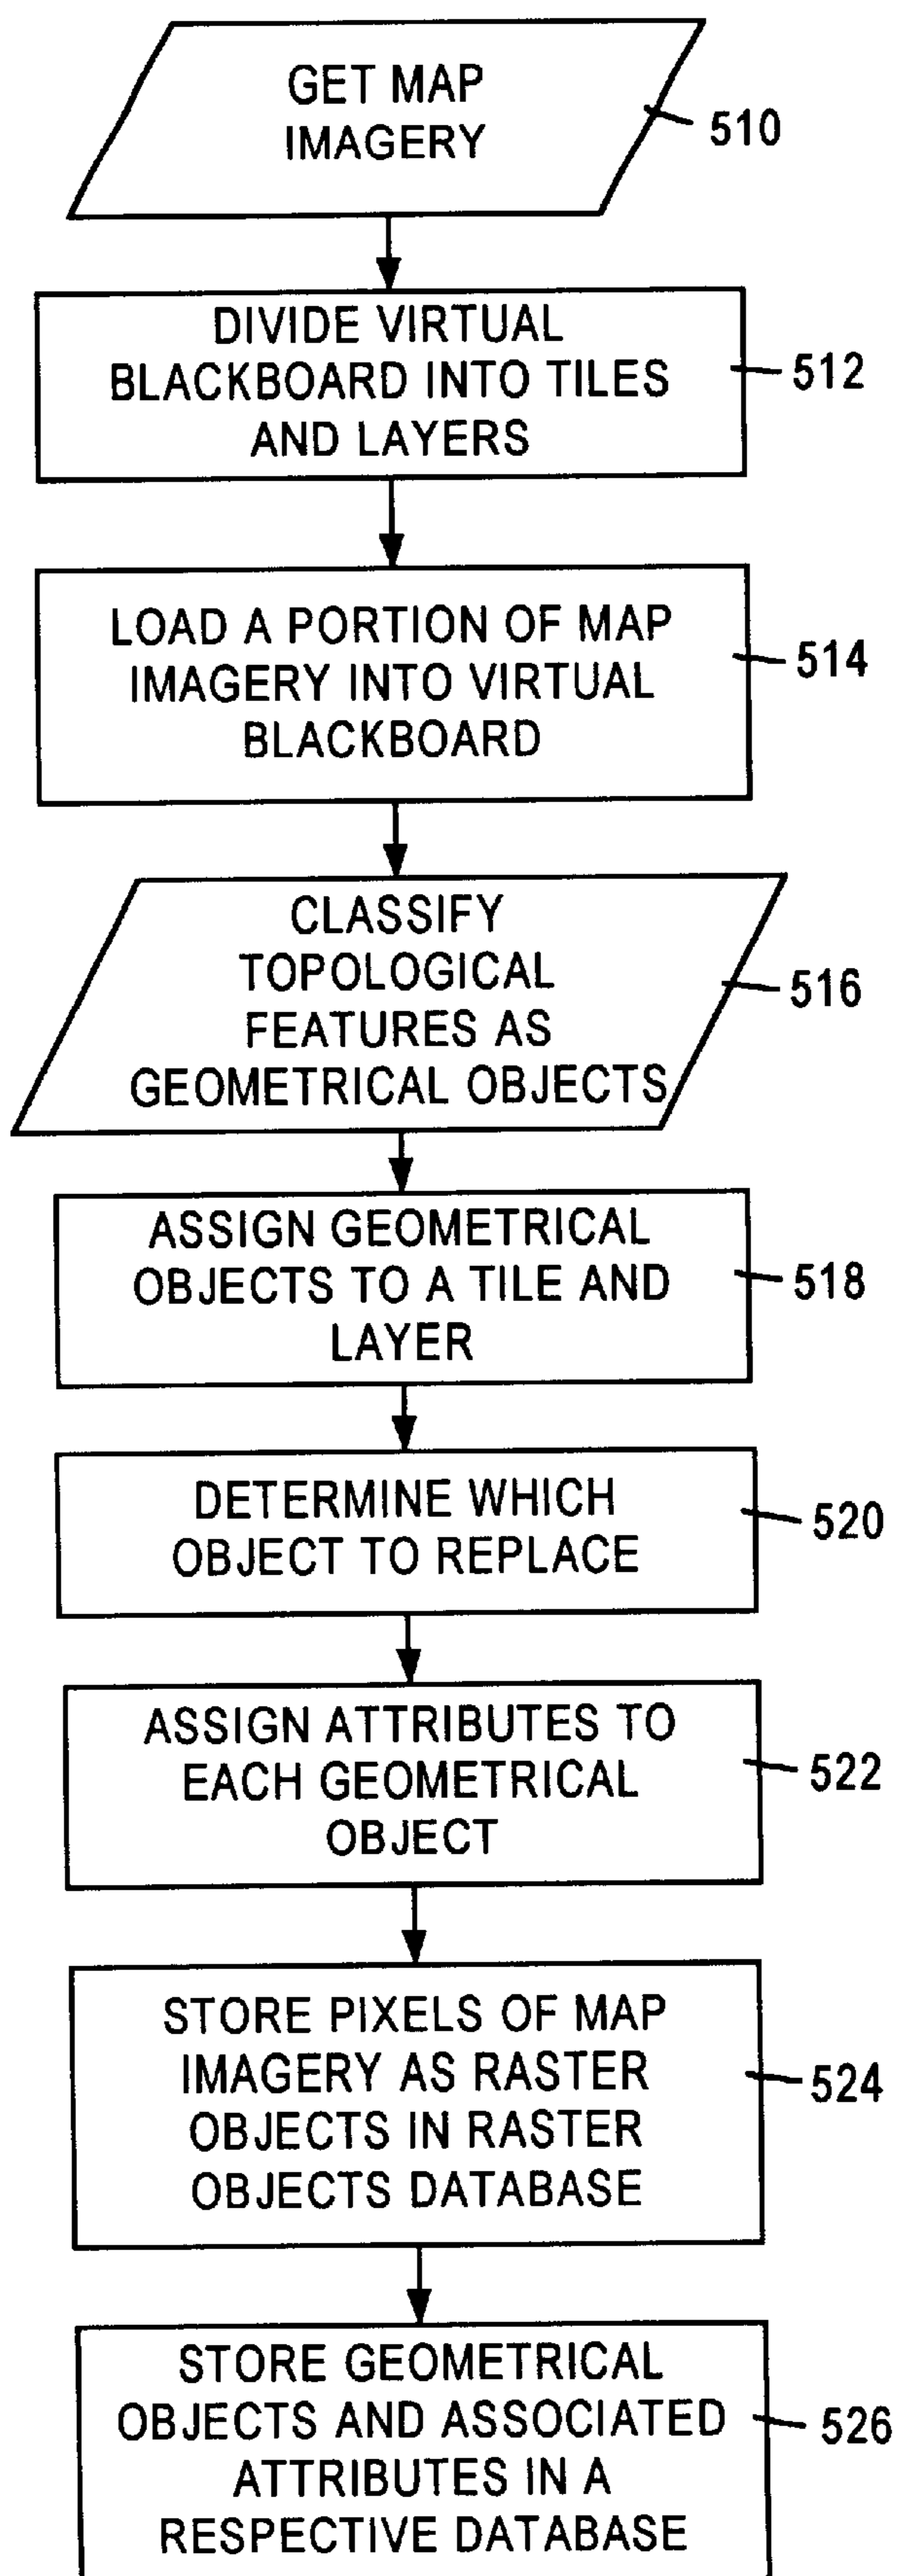 GET MAP
IMAGERY
510
DIVIDE VIRTUAL
BLACKBOARD INTO TILES
AND LAYERS
512
LOAD A PORTION OF MAP
IMAGERY INTO VIRTUAL
BLACKBOARD
514
CLASSIFY
TOPOLOGICAL
FEATURES AS
GEOMETRICAL OBJECTS
516
ASSIGN GEOMETRICAL
OBJECTS TO A TILE AND
LAYER
518
DETERMINE WHICH
OBJECT TO REPLACE
520
ASSIGN ATTRIBUTES TO
EACH GEOMETRICAL
OBJECT
522
STORE PIXELS OF MAP
IMAGERY AS RASTER
OBJECTS IN RASTER
OBJECTS DATABASE
524
STORE GEOMETRICAL
OBJECTS AND ASSOCIATED
ATTRIBUTES IN A
RESPECTIVE DATABASE
526